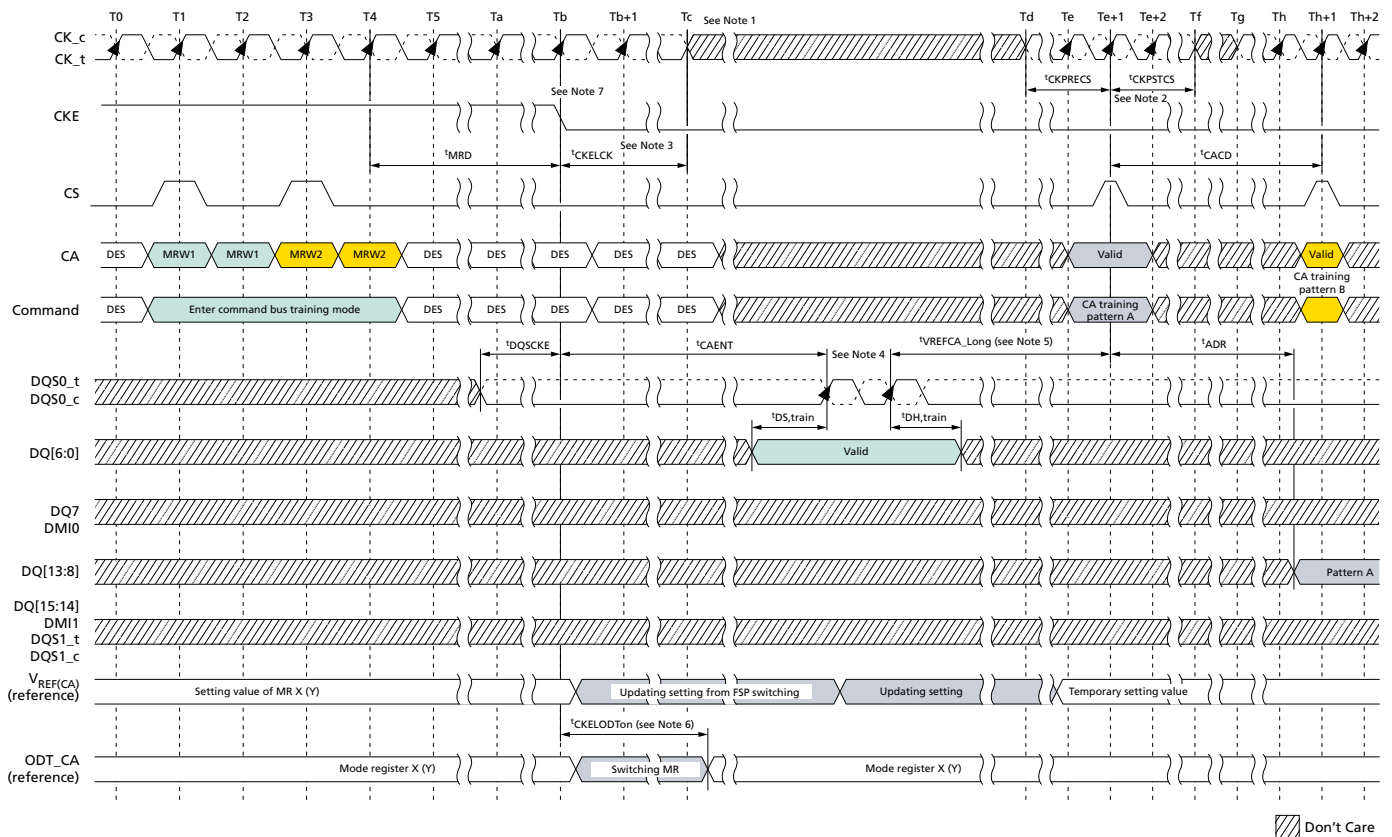 T0 T1 T2 T3 T4 T5 Ta Tb Tb+1 Tc See Note 1 Td Te Te+1 Te+2 Tf Tg Th Th+1 Th+2
CK_c
CK_t
tCKPRECS tCKPSTCS
See Note 7 See Note 2
CKE
See Note 3
tMRD tCKELCK tCACD
CS
CA DES MRW1 MRW1 MRW2 MRW2 DES DES DES DES DES Valid Valid
CA training
pattern B
Command DES Enter command bus training mode DES DES DES DES DES CA training
pattern A
tDQSCKE tCAENT See Note 4 tVREFCA_Long (see Note 5) tADR
DQS0_t
DQS0_c
tDS,train tDH,train
DQ[6:0] Valid
DQ7
DMI0
DQ[13:8] Pattern A
DQ[15:14]
DMI1
DQS1_t
DQS1_c
VREF(CA)
(reference) Setting value of MR X (Y) Updating setting from FSP switching Updating setting Temporary setting value
tCKELODTon (see Note 6)
ODT_CA
(reference) Mode register X (Y) Switching MR Mode register X (Y)
Don't Care